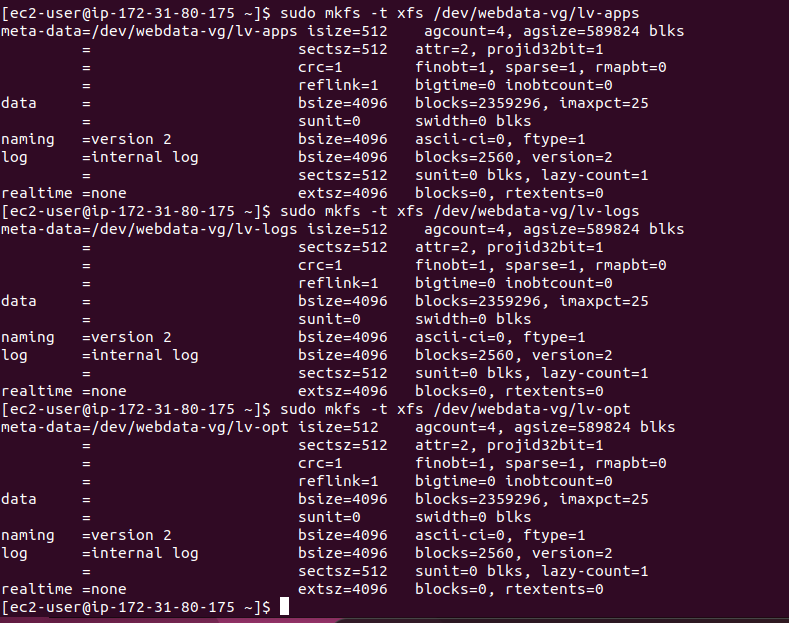 [ec2-user@ip-172-31-80-175 ~]$ sudo mkfs -t xfs /dev/webdata-vg/lv-apps
meta-data=/dev/webdata-vg/lv-apps isize=512    agcount=4, agsize=589824 blks
         =                       sectsz=512   attr=2, projid32bit=1
         =                       crc=1        finobt=1, sparse=1, rmapbt=0
         =                       reflink=1    bigtime=0 inobtcount=0
data     =                       bsize=4096   blocks=2359296, imaxpct=25
         =                       sunit=0      swidth=0 blks
naming   =version 2              bsize=4096   ascii-ci=0, ftype=1
log      =internal log           bsize=4096   blocks=2560, version=2
         =                       sectsz=512   sunit=0 blks, lazy-count=1
realtime =none                   extsz=4096   blocks=0, rtextents=0
[ec2-user@ip-172-31-80-175 ~]$ sudo mkfs -t xfs /dev/webdata-vg/lv-logs
meta-data=/dev/webdata-vg/lv-logs isize=512    agcount=4, agsize=589824 blks
         =                       sectsz=512   attr=2, projid32bit=1
         =                       crc=1        finobt=1, sparse=1, rmapbt=0
         =                       reflink=1    bigtime=0 inobtcount=0
data     =                       bsize=4096   blocks=2359296, imaxpct=25
         =                       sunit=0      swidth=0 blks
naming   =version 2              bsize=4096   ascii-ci=0, ftype=1
log      =internal log           bsize=4096   blocks=2560, version=2
         =                       sectsz=512   sunit=0 blks, lazy-count=1
realtime =none                   extsz=4096   blocks=0, rtextents=0
[ec2-user@ip-172-31-80-175 ~]$ sudo mkfs -t xfs /dev/webdata-vg/lv-opt
meta-data=/dev/webdata-vg/lv-opt isize=512    agcount=4, agsize=589824 blks
         =                       sectsz=512   attr=2, projid32bit=1
         =                       crc=1        finobt=1, sparse=1, rmapbt=0
         =                       reflink=1    bigtime=0 inobtcount=0
data     =                       bsize=4096   blocks=2359296, imaxpct=25
         =                       sunit=0      swidth=0 blks
naming   =version 2              bsize=4096   ascii-ci=0, ftype=1
log      =internal log           bsize=4096   blocks=2560, version=2
         =                       sectsz=512   sunit=0 blks, lazy-count=1
realtime =none                   extsz=4096   blocks=0, rtextents=0
[ec2-user@ip-172-31-80-175 ~]$